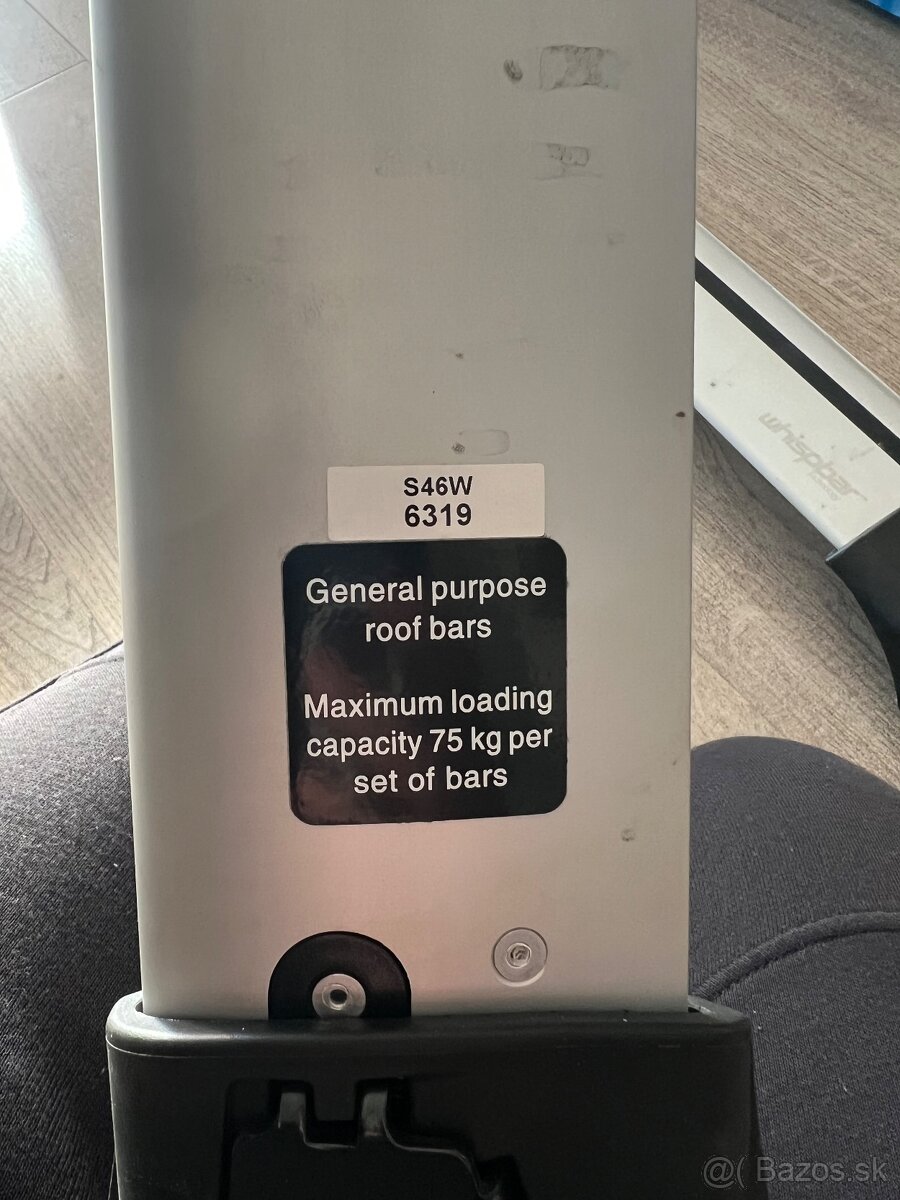 whispbar
S46W
6319
General purpose
roof bars
Maximum loading
capacity 75 kg per
set of bars
@( Bazos.sk